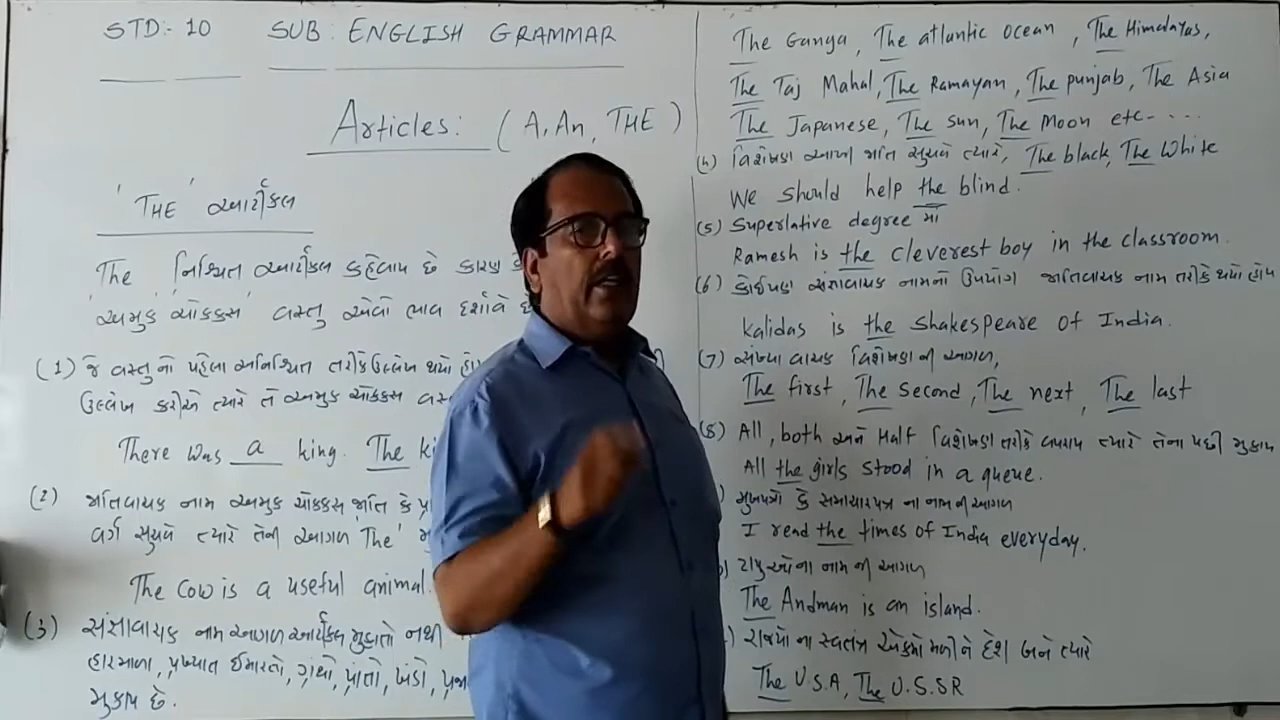 STD:- 10 SUB: ENGLISH GRAMMAR
Articles: (A, An, THE)
'THE' આર્ટીકલ
The નિશ્ચિત આર્ટીકલ કહેવાય છે કારણ કે
'અમુક' 'ચોક્કસ' વસ્તુ એવો ભાવ દર્શાવે છે
(1) જે વસ્તુનો પહેલા અનિશ્ચિત તરીકે ઉલ્લેખ થયો હોય
ઉલ્લેખ કરીએ ત્યારે તે અમુક ચોક્કસ
There was a king. The
(2) જાતિવાચક નામ અમુક ચોક્કસ જાતિ કે
વર્ગ સુચવે ત્યારે તેની આગળ 'The'
The cow is a useful animal.
(3) સંજ્ઞાવાચક નામ આગળ આર્ટીકલ મુકાતો નથી
હારમાળા, પ્રખ્યાત ઈમારતો, ગ્રંથો, પ્રાંતો, ખંડો,
મુકાય છે.
The Ganga, The atlantic ocean, The Himalayas,
The Taj Mahal, The Ramayan, The punjab, The Asia
The Japanese, The sun, The Moon etc- - - -
(૪) વિશેષણ આખી જાતિ સુચવે ત્યારે, The black, The White
We should help the blind.
(5) Superlative degree માં
Ramesh is the cleverest boy in the classroom.
(6) કોઈપણ સંજ્ઞાવાચક નામનો ઉપયોગ જાતિવાચક નામ તરીકે થયો હોય
Kalidas is the Shakespeare of India.
(7) સંખ્યા વાચક વિશેષણ ની આગળ,
The first, The Second, The next, The last
(8) All, both અને Half વિશેષણ તરીકે વપરાય ત્યારે તેના પછી મુકાય
All the girls stood in a queue.
) મુખપત્રો કે સમાચારપત્ર ના નામ ની આગળ
I read the times of India everyday.
) ટાપુઓના નામ ની આગળ
The Andman is an island.
) રાજ્યો ના સ્વતંત્ર એકમો મળીને દેશ બને ત્યારે
The U.S.A, The U.S.SR